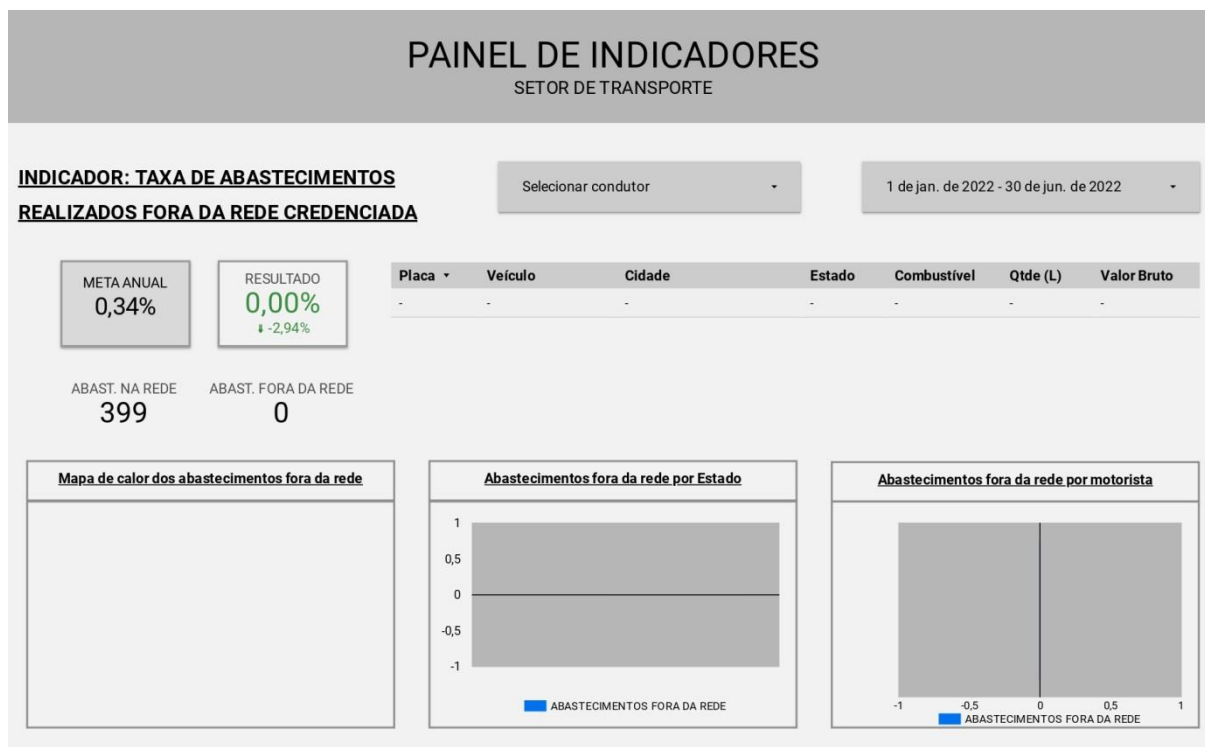 PAINEL DE INDICADORES
SETOR DE TRANSPORTE
INDICADOR: TAXA DE ABASTECIMENTOS
REALIZADOS FORA DA REDE CREDENCIADA
Selecionar condutor
1 de jan. de 2022 - 30 de jun. de 2022
META ANUAL
0,34%
RESULTADO
0,00%
⬇ -2,94%
Placa Veículo Cidade Estado Combustível Qtde (L) Valor Bruto
- - - - - - -
ABAST. NA REDE
399
ABAST. FORA DA REDE
0
Mapa de calor dos abastecimentos fora da rede
Abastecimentos fora da rede por Estado
1
0,5
0
-0,5
-1
ABASTECIMENTOS FORA DA REDE
Abastecimentos fora da rede por motorista
-1 -0,5 0 0,5 1
ABASTECIMENTOS FORA DA REDE